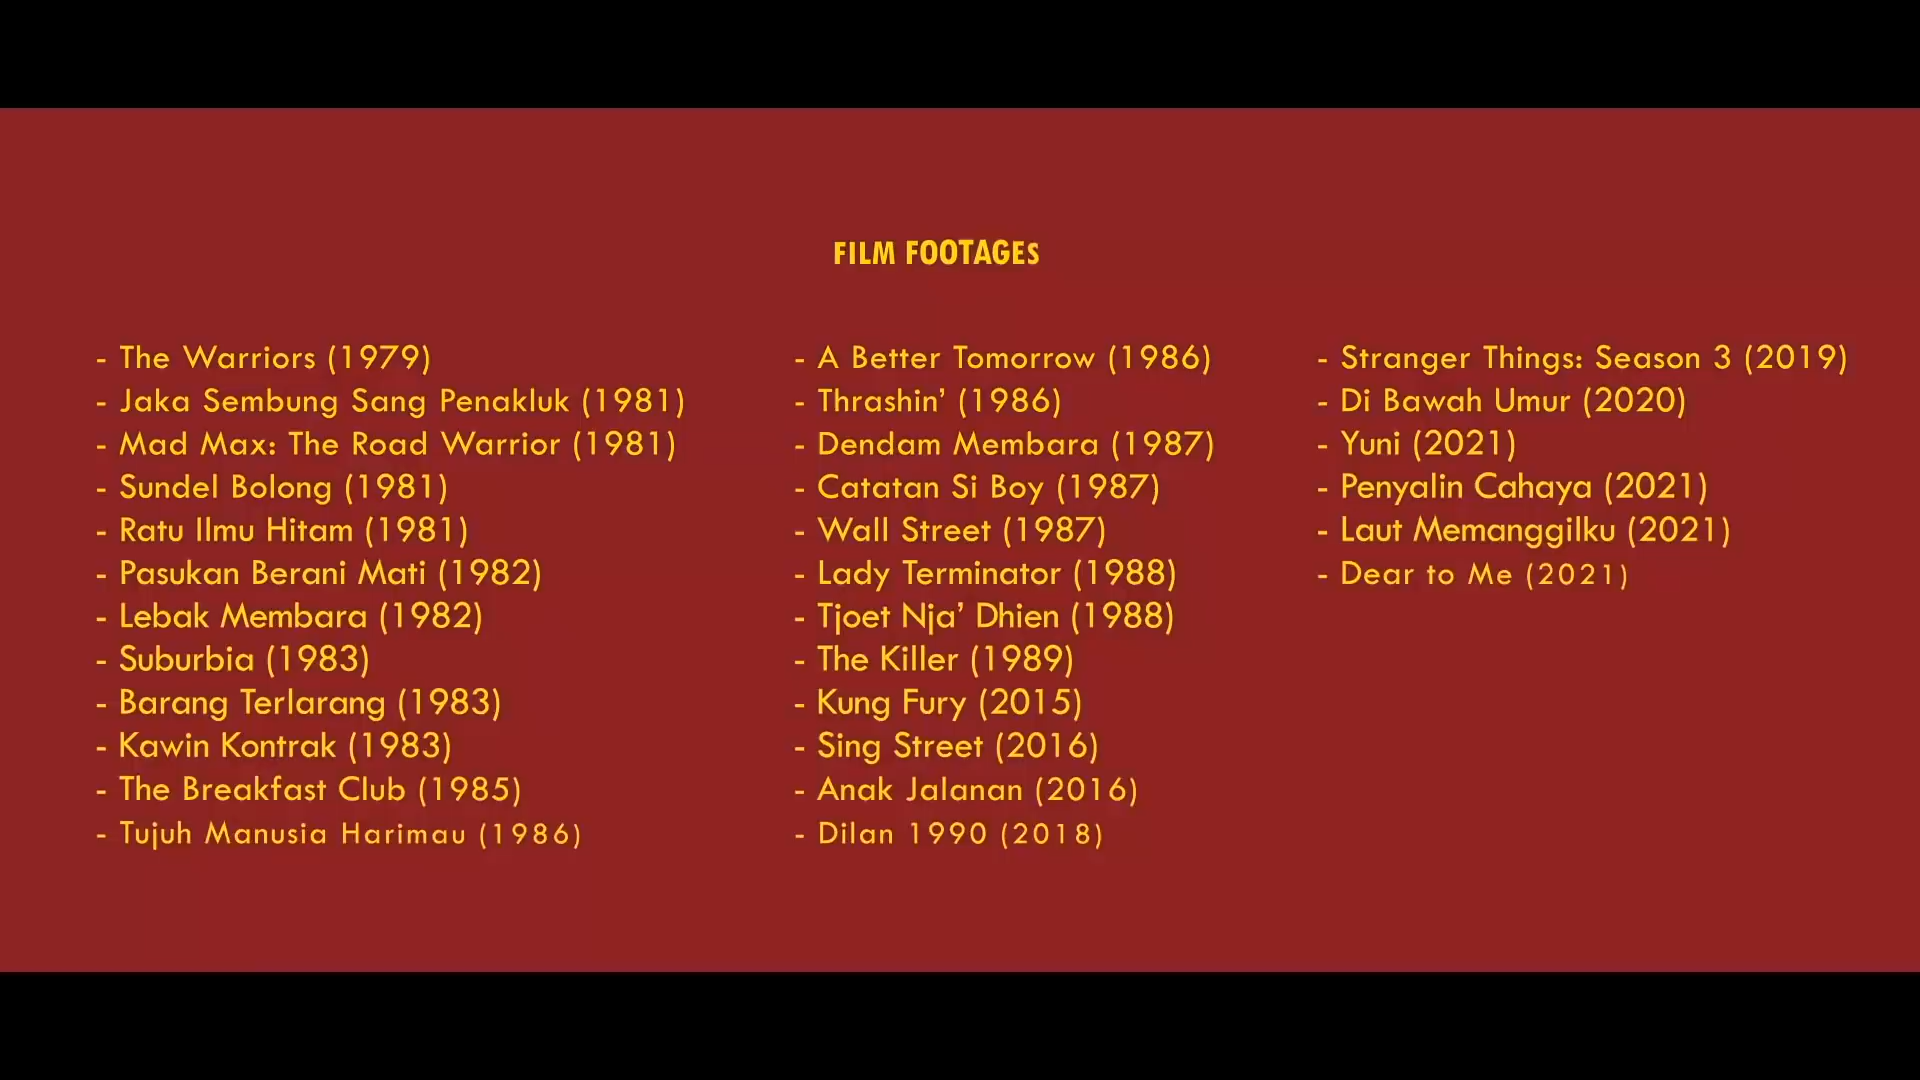 FILM FOOTAGEs
- The Warriors (1979)
- Jaka Sembung Sang Penakluk (1981)
- Mad Max: The Road Warrior (1981)
- Sundel Bolong (1981)
- Ratu Ilmu Hitam (1981)
- Pasukan Berani Mati (1982)
- Lebak Membara (1982)
- Suburbia (1983)
- Barang Terlarang (1983)
- Kawin Kontrak (1983)
- The Breakfast Club (1985)
- Tujuh Manusia Harimau (1986)
- A Better Tomorrow (1986)
- Thrashin’ (1986)
- Dendam Membara (1987)
- Catatan Si Boy (1987)
- Wall Street (1987)
- Lady Terminator (1988)
- Tjoet Nja’ Dhien (1988)
- The Killer (1989)
- Kung Fury (2015)
- Sing Street (2016)
- Anak Jalanan (2016)
- Dilan 1990 (2018)
- Stranger Things: Season 3 (2019)
- Di Bawah Umur (2020)
- Yuni (2021)
- Penyalin Cahaya (2021)
- Laut Memanggilku (2021)
- Dear to Me (2021)